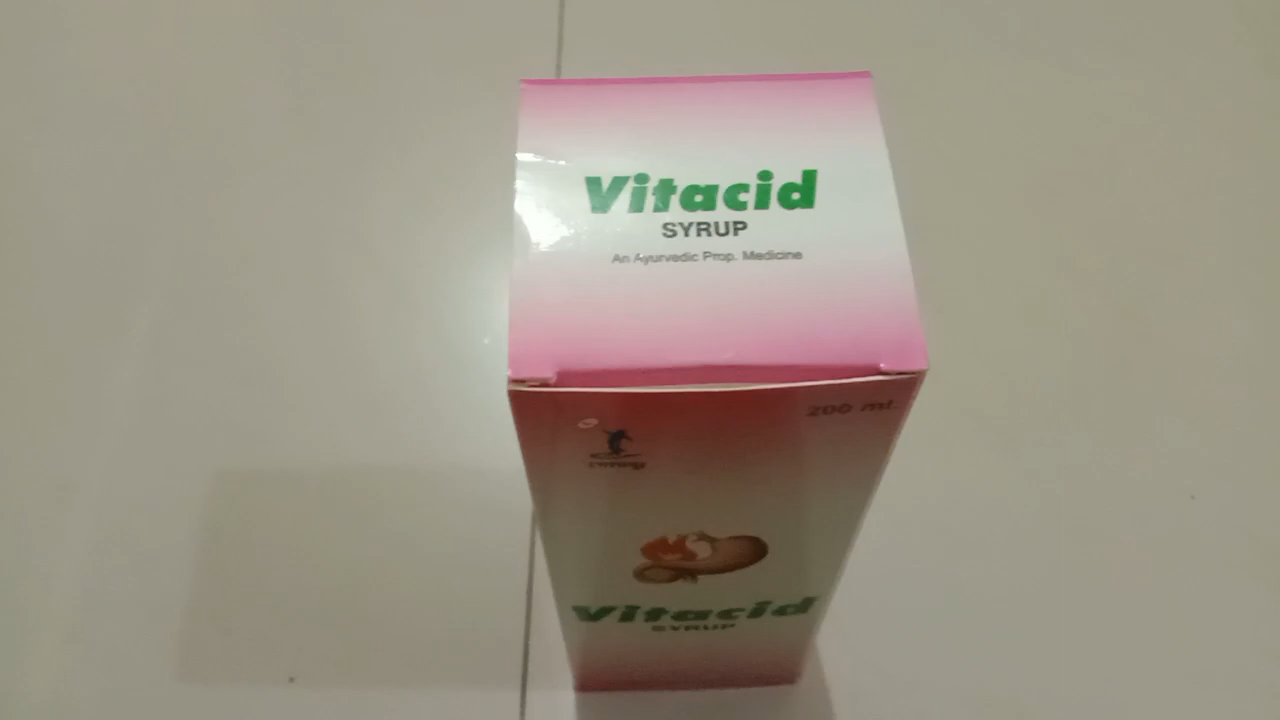 Vitacid
SYRUP
An Ayurvedic Prop. Medicine
200 ml.
Vitacid
SYRUP